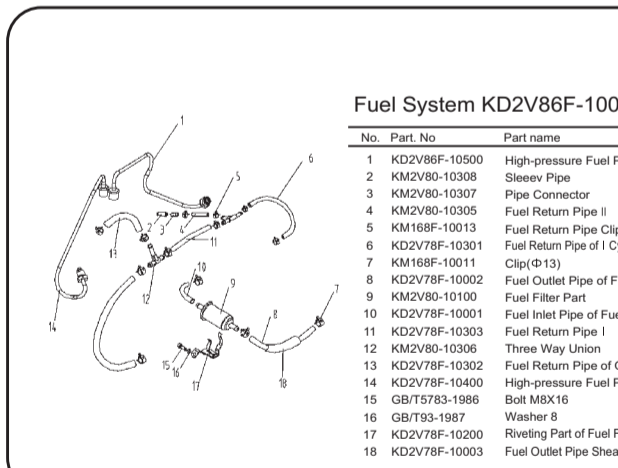 Fuel System KD2V86F-100
No. Part. No Part name
1 KD2V86F-10500 High-pressure Fuel
2 KM2V80-10308 Sleeev Pipe
3 KM2V80-10307 Pipe Connector
4 KM2V80-10305 Fuel Return Pipe II
5 KM168F-10013 Fuel Return Pipe Clip
6 KD2V78F-10301 Fuel Return Pipe of I
7 KM168F-10011 Clip(Φ13)
8 KD2V78F-10002 Fuel Outlet Pipe of
9 KM2V80-10100 Fuel Filter Part
10 KD2V78F-10001 Fuel Inlet Pipe of
11 KD2V78F-10303 Fuel Return Pipe I
12 KM2V80-10306 Three Way Union
13 KD2V78F-10302 Fuel Return Pipe of
14 KD2V78F-10400 High-pressure Fuel
15 GB/T5783-1986 Bolt M8X16
16 GB/T93-1987 Washer 8
17 KD2V78F-10200 Riveting Part of Fuel
18 KD2V78F-10003 Fuel Outlet Pipe
1
5
6
2
3
4
13
11
12
10
9
7
8
14
15
16
17
18